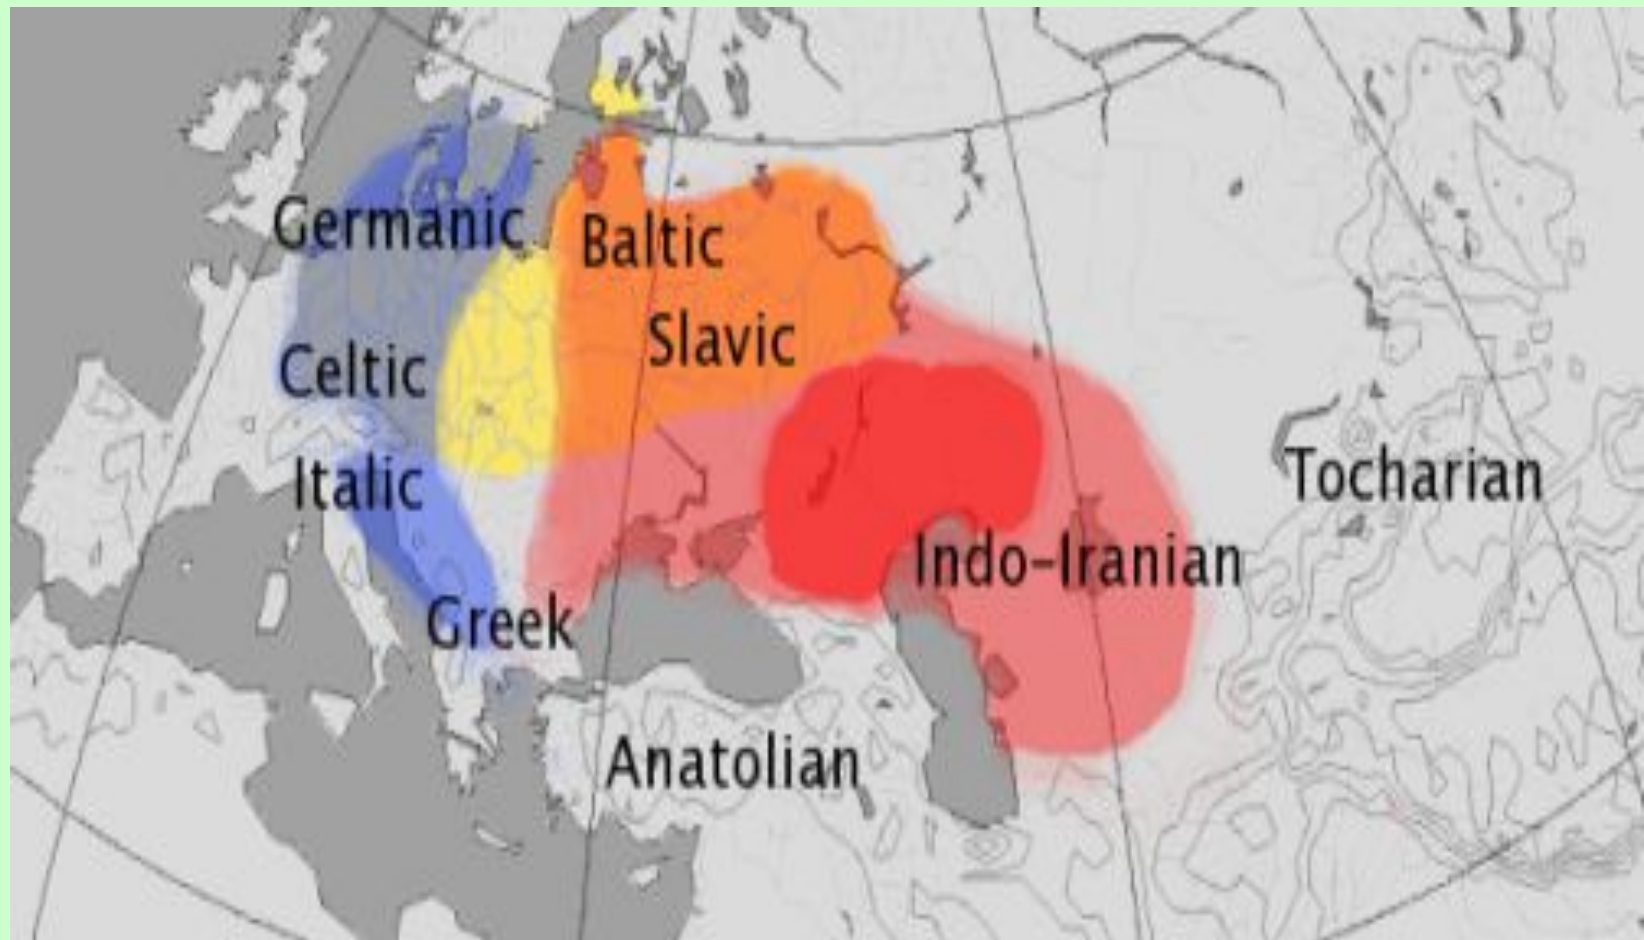 Germanic
Baltic
Slavic
Celtic
Italic
Tocharian
Indo-Iranian
Greek
Anatolian